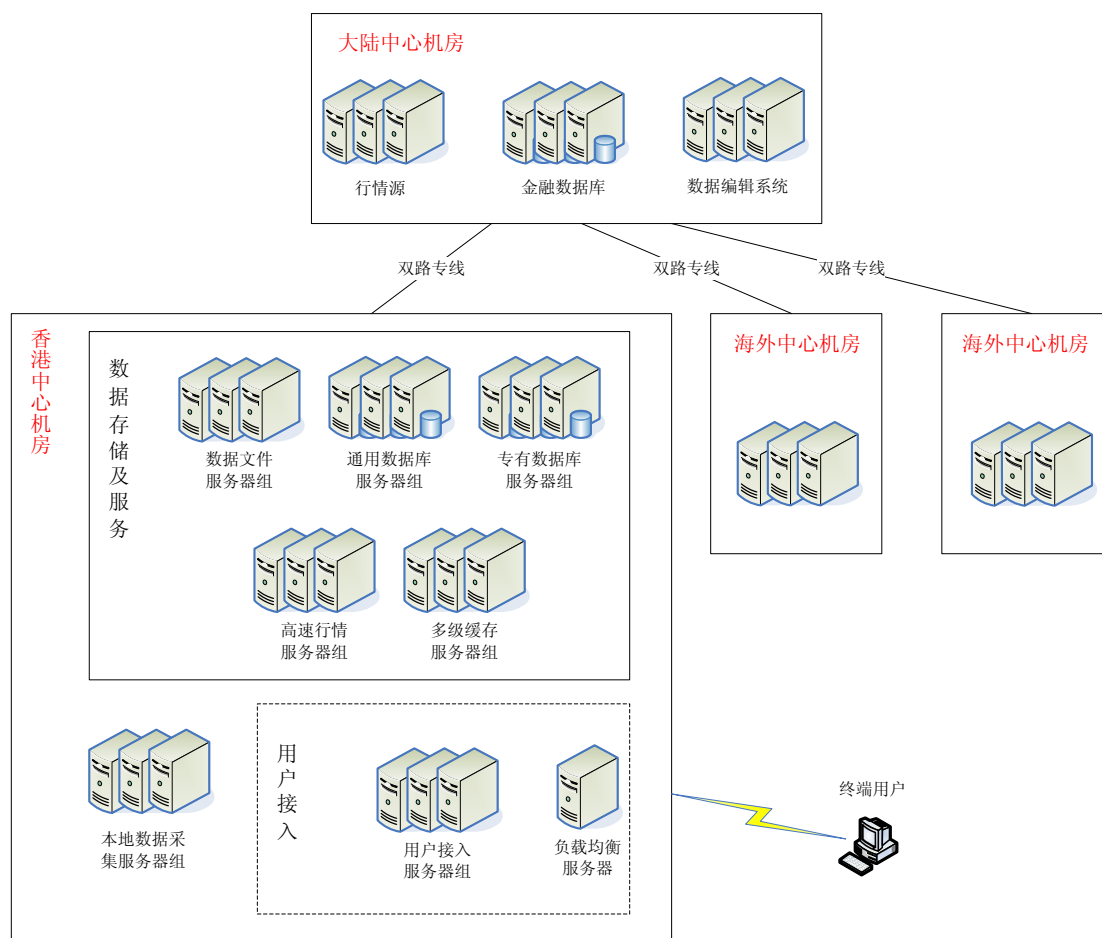 大陆中心机房
行情源
金融数据库
数据编辑系统
双路专线
双路专线
双路专线
香港中心机房
数据存储及服务
数据文件
服务器组
通用数据库
服务器组
专有数据库
服务器组
高速行情
服务器组
多级缓存
服务器组
海外中心机房
海外中心机房
本地数据采
集服务器组
用户接入
用户接入
服务器组
负载均衡
服务器
终端用户